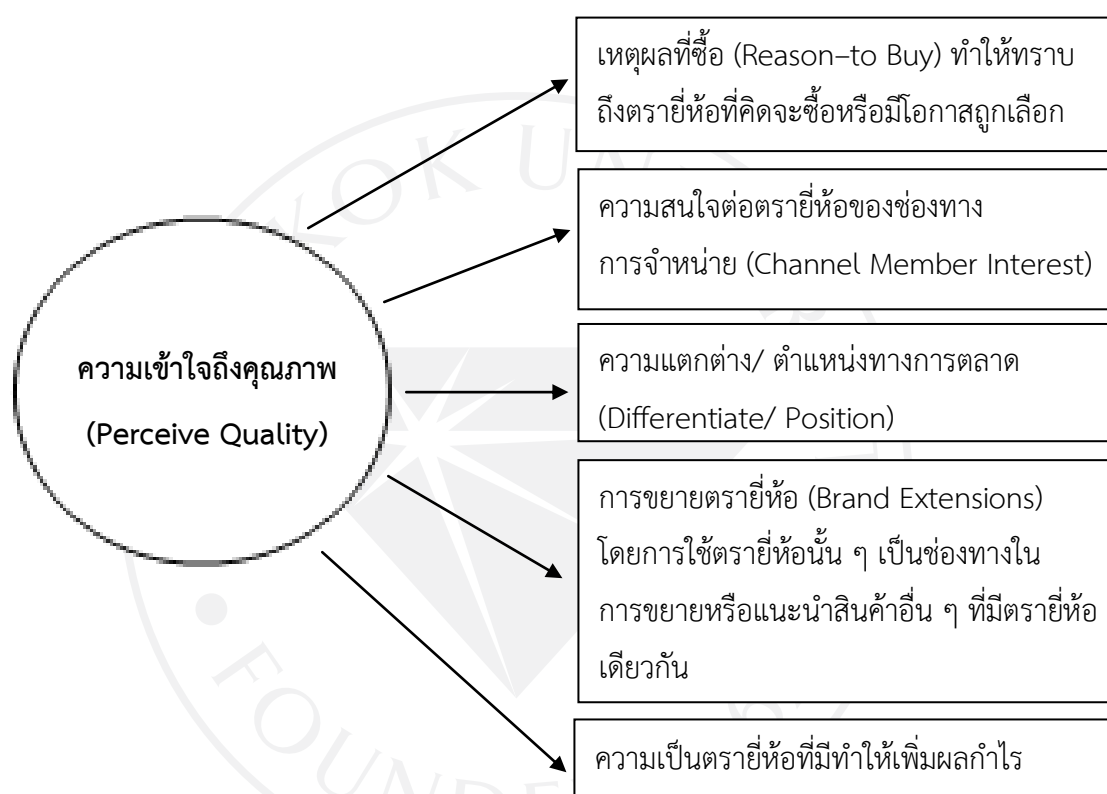 เหตุผลที่ซื้อ (Reason–to Buy) ทำให้ทราบ
ถึงตรายี่ห้อที่คิดจะซื้อหรือมีโอกาสถูกเลือก
ความสนใจต่อตรายี่ห้อของช่องทาง
การจำหน่าย (Channel Member Interest)
ความเข้าใจถึงคุณภาพ
(Perceive Quality)
ความแตกต่าง/ ตำแหน่งทางการตลาด
(Differentiate/ Position)
การขยายตรายี่ห้อ (Brand Extensions)
โดยการใช้ตรายี่ห้อนั้น ๆ เป็นช่องทางใน
การขยายหรือแนะนำสินค้าอื่น ๆ ที่มีตรายี่ห้อ
เดียวกัน
ความเป็นตรายี่ห้อที่มีทำให้เพิ่มผลกำไร